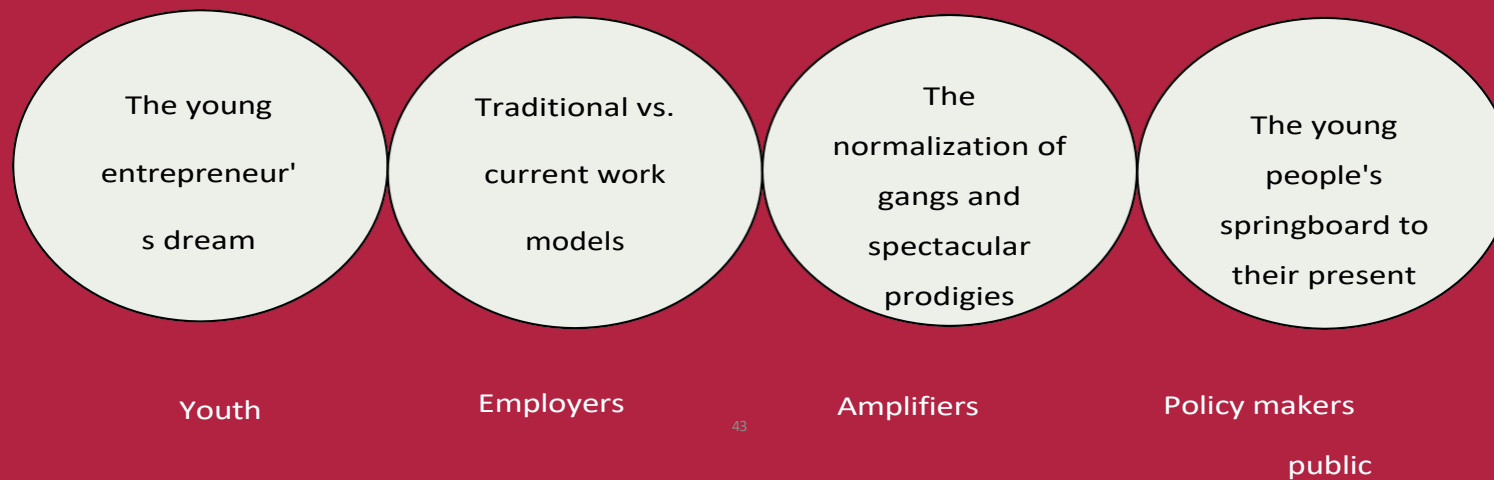 The young
entrepreneur'
s dream
Traditional vs.
current work
models
The
normalization of
gangs and
spectacular
prodigies
The young
people's
springboard to
their present
Youth
Employers
Amplifiers
Policy makers
public
43